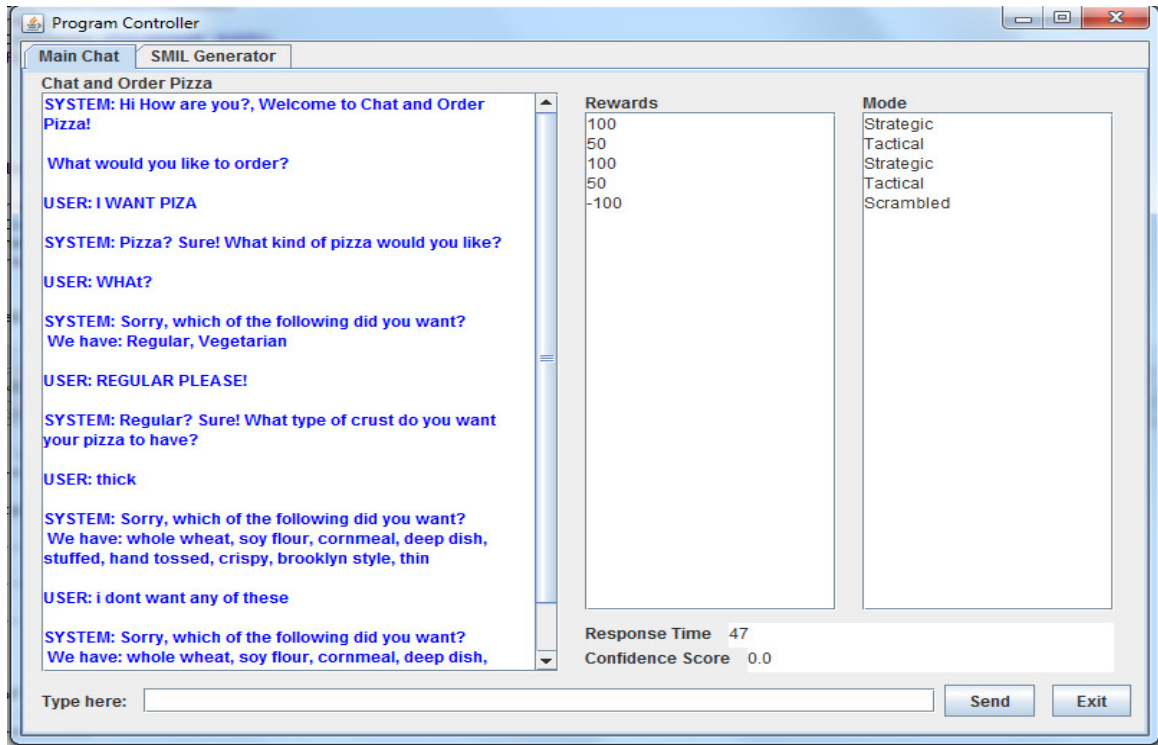 Program Controller
Main Chat SMIL Generator
Chat and Order Pizza
SYSTEM: Hi How are you?, Welcome to Chat and Order
Pizza!
What would you like to order?
USER: I WANT PIZA
SYSTEM: Pizza? Sure! What kind of pizza would you like?
USER: WHAt?
SYSTEM: Sorry, which of the following did you want?
We have: Regular, Vegetarian
USER: REGULAR PLEASE!
SYSTEM: Regular? Sure! What type of crust do you want
your pizza to have?
USER: thick
SYSTEM: Sorry, which of the following did you want?
We have: whole wheat, soy flour, cornmeal, deep dish,
stuffed, hand tossed, crispy, brooklyn style, thin
USER: i dont want any of these
SYSTEM: Sorry, which of the following did you want?
We have: whole wheat, soy flour, cornmeal, deep dish,
Rewards
100
50
100
50
-100
Mode
Strategic
Tactical
Strategic
Tactical
Scrambled
Response Time 47
Confidence Score 0.0
Type here:
Send
Exit